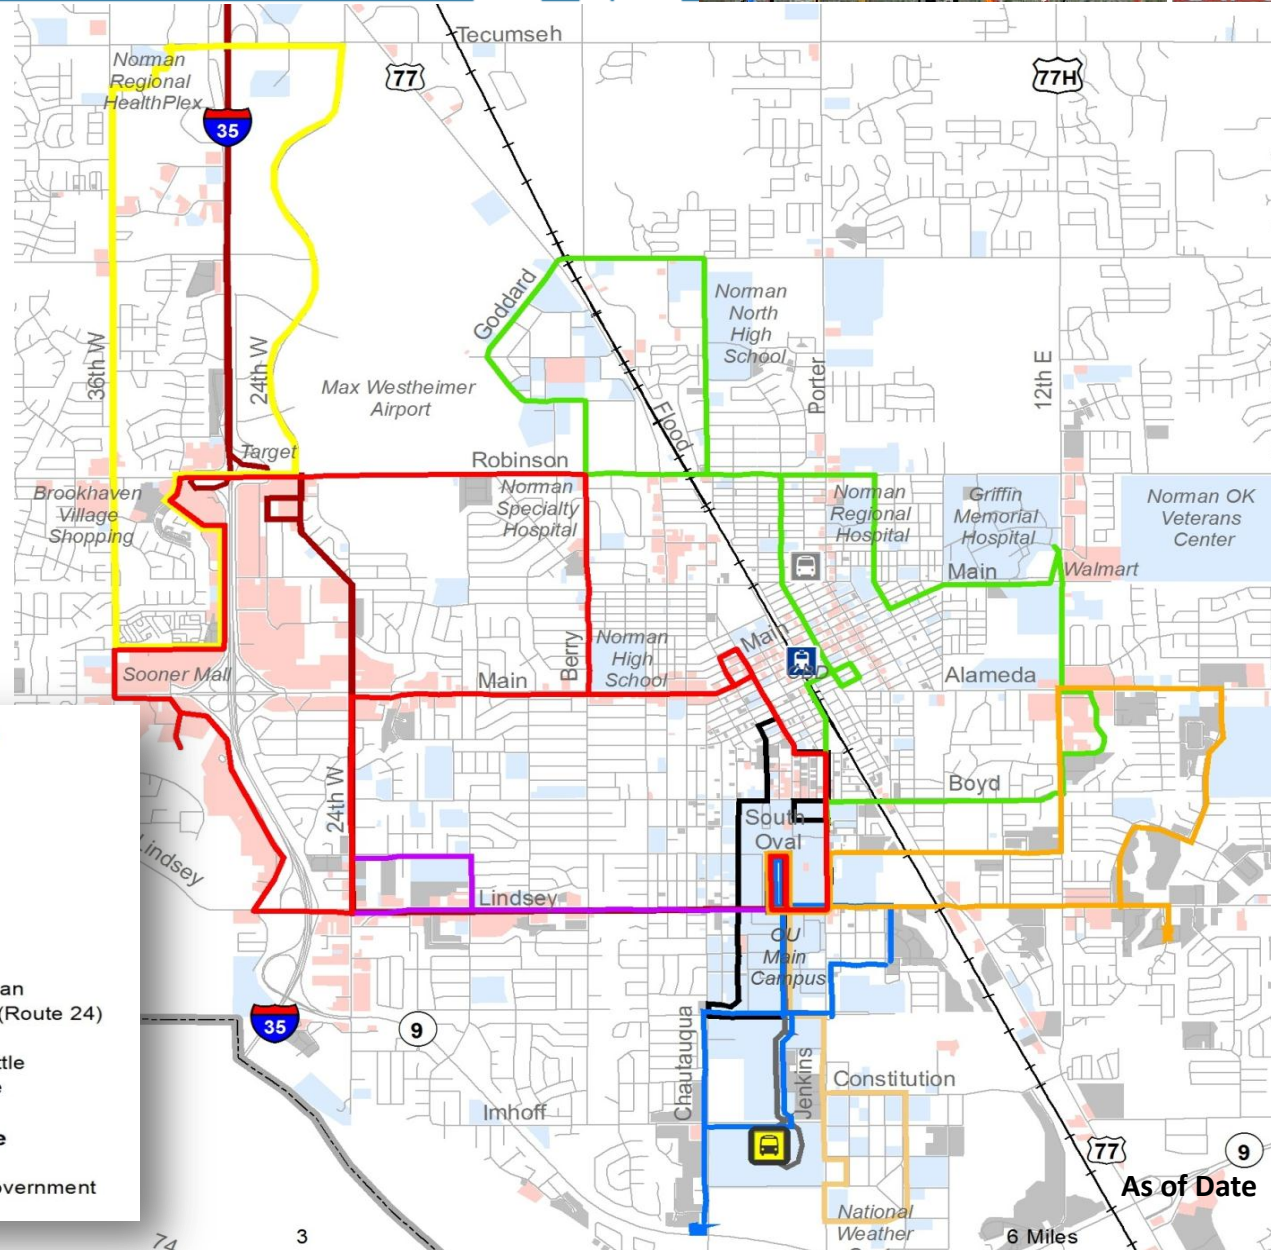 Tecumseh
77
77H
Norman
Regional
HealthPlex
35
Goddard
Norman
North
High
School
36th W
24th W
Max Westheimer
Airport
Porter
12th E
Flood
Target
Robinson
Brookhaven
Village
Shopping
Norman
Specialty
Hospital
Norman
Regional
Hospital
Griffin
Memorial
Hospital
Norman OK
Veterans
Center
Main
Walmart
Berry
Norman
High
School
Main
Sooner Mall
Main
Alameda
24th W
Boyd
South
Oval
Lindsey
Lindsey
OU
Main
Campus
an
(Route 24)
35
9
ttle
e
Chautauqua
Jenkins
Constitution
Imhoff
e
77
9
overnment
As of Date
National
Weather
74
3
6 Miles